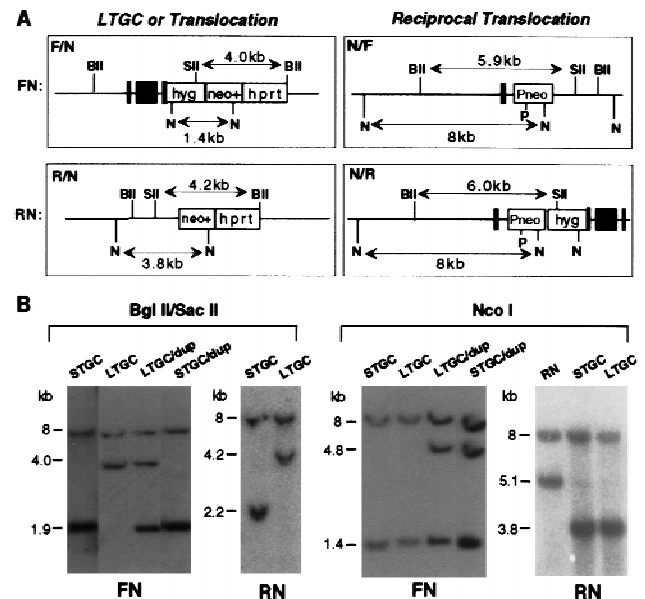 A
LTGC or Translocation
Reciprocal Translocation
FN:
F/N
BII
SII
4.0kb
BII
hyg
neo+
hprt
N
N
1.4kb
N/F
BII
5.9kb
SII
BII
Pneo
N
P
N
N
8kb
RN:
R/N
BII
SII
4.2kb
BII
neo+
hprt
N
N
3.8kb
N/R
BII
6.0kb
SII
Pneo
hyg
N
P
N
N
8kb
B
Bgl II/Sac II
Nco I
STGC
LTGC
LTGC/dup
STGC/dup
kb
8
4.0
1.9
FN
STGC
LTGC
kb
8
4.2
2.2
RN
STGC
LTGC
LTGC/dup
STGC/dup
kb
8
4.8
1.4
FN
RN
STGC
LTGC
kb
8
5.1
3.8
RN